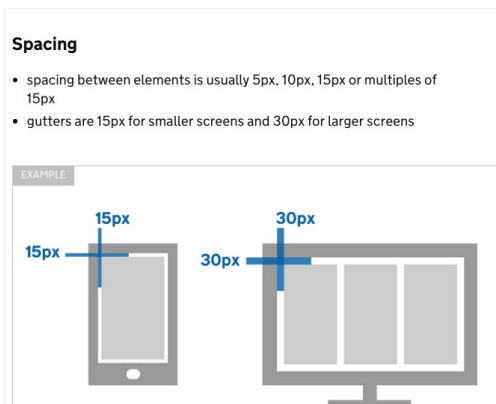 Spacing
• spacing between elements is usually 5px, 10px, 15px or multiples of
15px
• gutters are 15px for smaller screens and 30px for larger screens
EXAMPLE
15px
30px
15px
30px